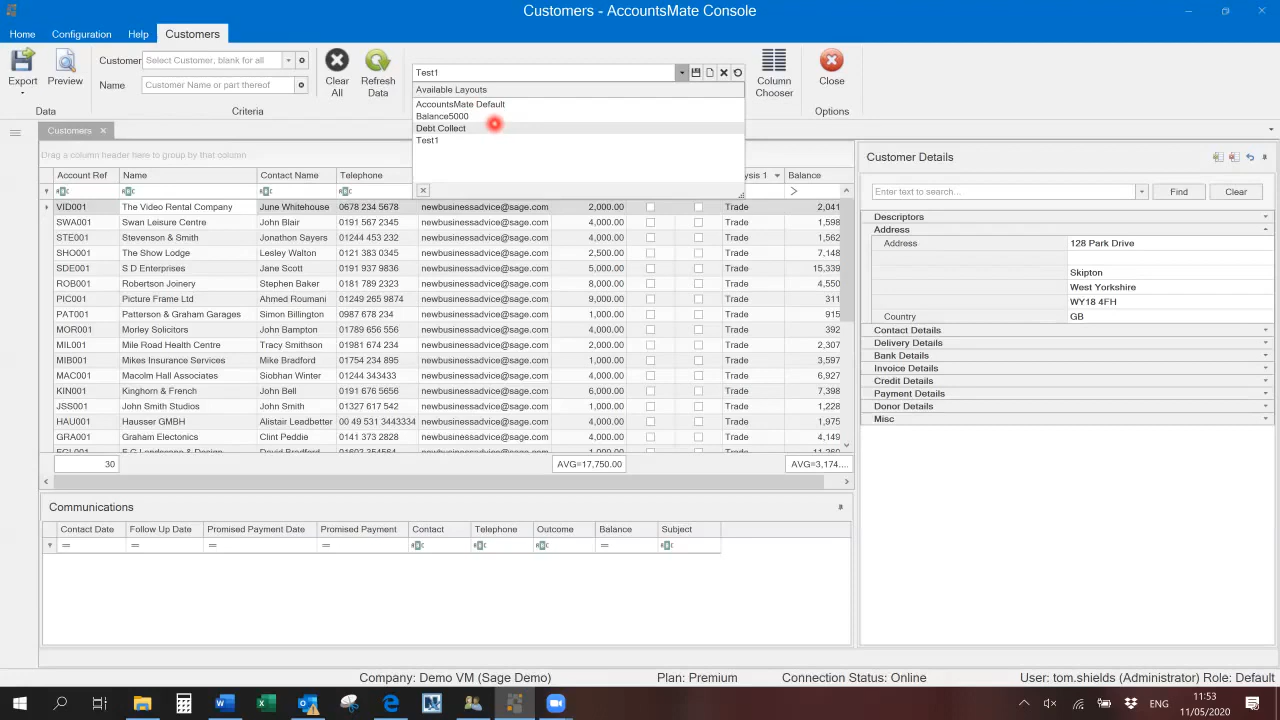 Customers - AccountsMate Console
Home Configuration Help Customers
Export Preview Data
Customer Select Customer, blank for all
Name Customer Name or part thereof
Clear All Refresh Data
Criteria
Test1
Available Layouts
AccountsMate Default
Balance5000
Debt Collect
Test1
Column Chooser
Close
Options
Customers
Drag a column header here to group by that column
Account Ref Name Contact Name Telephone ysis 1 Balance
VID001 The Video Rental Company June Whitehouse 0678 234 5678 newbusinessadvice@sage.com 2,000.00 Trade 2,041
SWA001 Swan Leisure Centre John Blair 0191 567 2345 newbusinessadvice@sage.com 4,000.00 Trade 1,598
STE001 Stevenson & Smith Jonathon Sayers 01244 453 232 newbusinessadvice@sage.com 4,000.00 Trade 1,562
SHO001 The Show Lodge Lesley Walton 0121 383 0345 newbusinessadvice@sage.com 2,500.00 Trade 7,148
SDE001 S D Enterprises Jane Scott 0191 937 9836 newbusinessadvice@sage.com 5,000.00 Trade 15,339
ROB001 Robertson Joinery Stephen Baker 0181 789 2323 newbusinessadvice@sage.com 8,000.00 Trade 4,550
PIC001 Picture Frame Ltd Ahmed Roumani 01249 265 9874 newbusinessadvice@sage.com 9,000.00 Trade 311
PAT001 Patterson & Graham Garages Simon Billington 0987 678 234 newbusinessadvice@sage.com 1,000.00 Trade 915
MOR001 Morley Solicitors John Bampton 01789 656 556 newbusinessadvice@sage.com 4,000.00 Trade 392
MIL001 Mile Road Health Centre Tracy Smithson 01981 674 234 newbusinessadvice@sage.com 4,000.00 Trade 2,307
MIB001 Mikes Insurance Services Mike Bradford 01754 234 895 newbusinessadvice@sage.com 1,000.00 Trade 3,597
MAC001 Macolm Hall Associates Siobhan Winter 01244 343433 newbusinessadvice@sage.com 4,000.00 Trade 6,927
KIN001 Kinghorn & French John Bell 0191 676 5656 newbusinessadvice@sage.com 6,000.00 Trade 7,398
JSS001 John Smith Studios John Smith 01327 617 542 newbusinessadvice@sage.com 1,000.00 Trade 1,228
HAU001 Hausser GMBH Alistair Leadbetter 00 49 531 3443334 newbusinessadvice@sage.com 4,000.00 Trade 1,975
GRA001 Graham Electonics Clint Peddie 0141 373 2828 newbusinessadvice@sage.com 4,000.00 Trade 4,149
30 AVG=17,750.00 AVG=3,174....
Communications
Contact Date Follow Up Date Promised Payment Date Promised Payment Contact Telephone Outcome Balance Subject
Customer Details
Enter text to search... Find Clear
Descriptors
Address
Address 128 Park Drive
Skipton
West Yorkshire
WY18 4FH
Country GB
Contact Details
Delivery Details
Bank Details
Invoice Details
Credit Details
Payment Details
Donor Details
Misc
Company: Demo VM (Sage Demo) Plan: Premium Connection Status: Online User: tom.shields (Administrator) Role: Default
ENG 11:53
11/05/2020